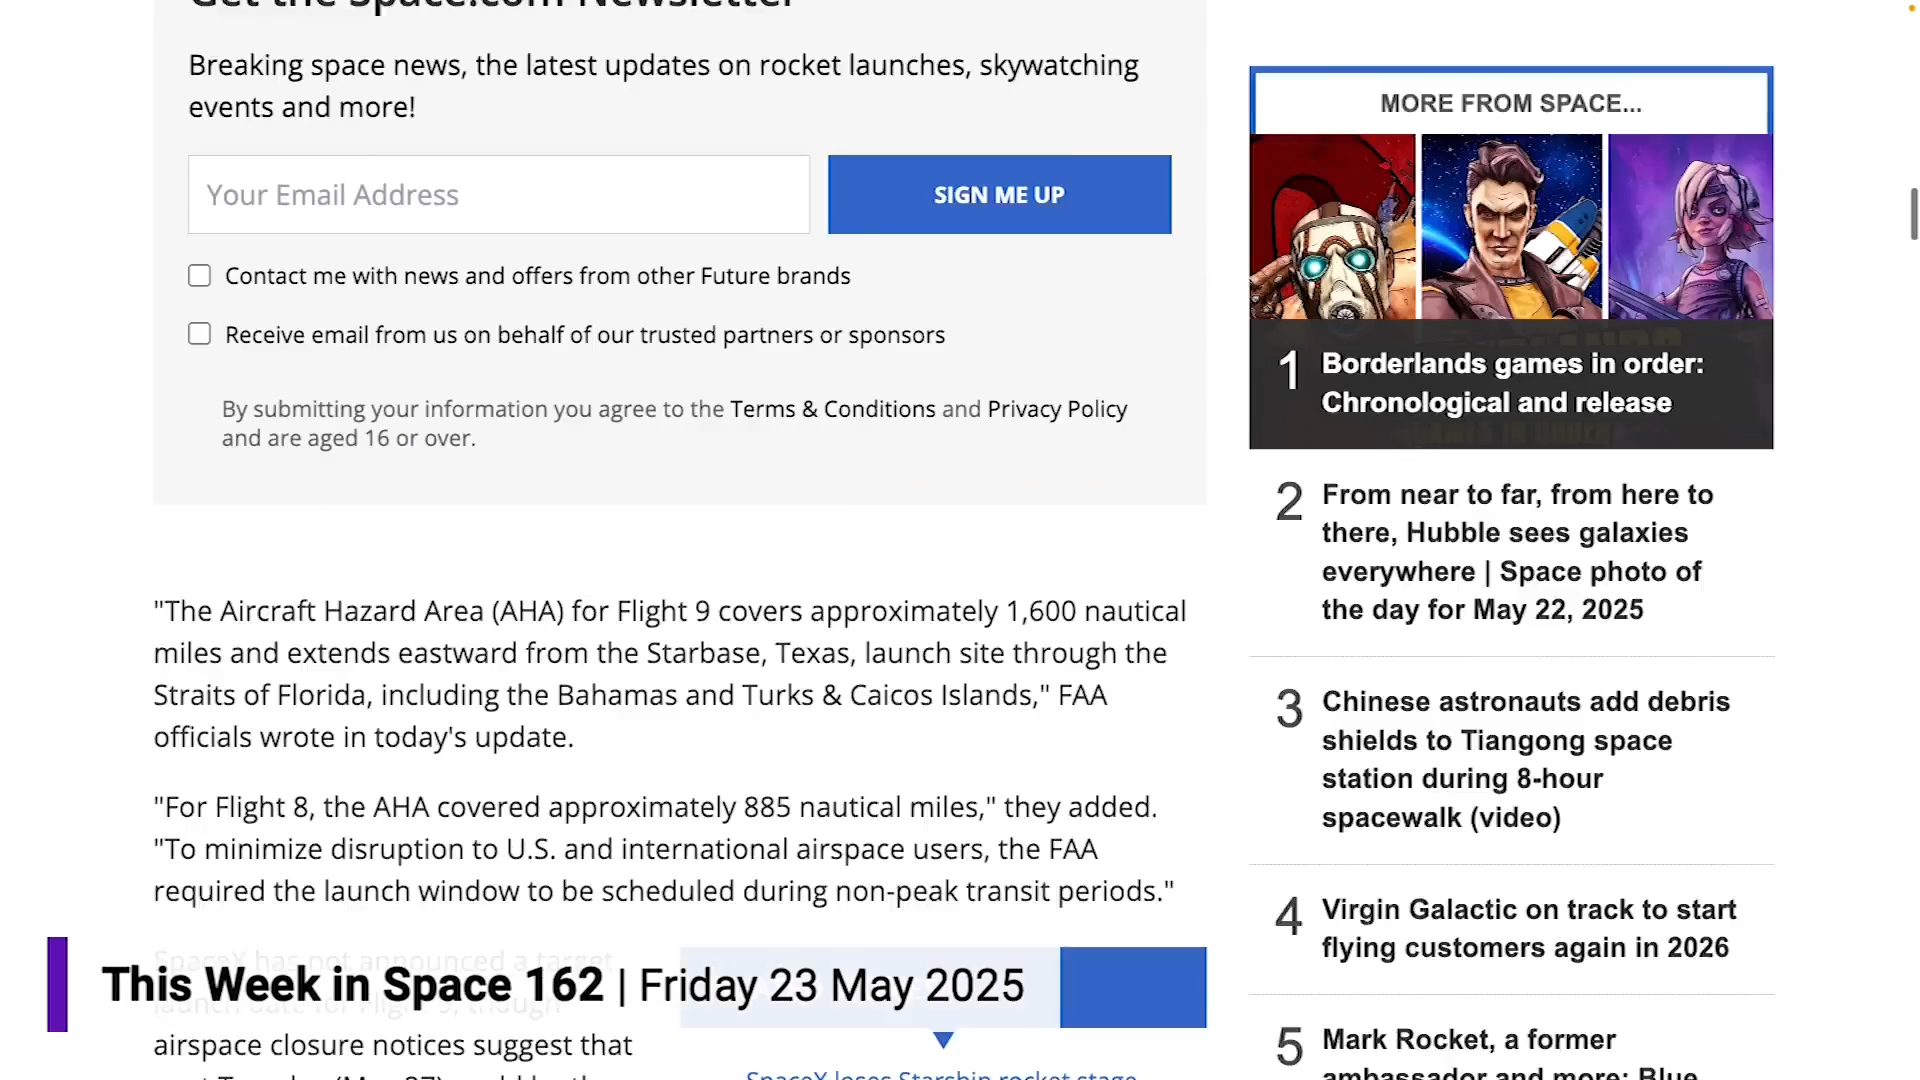 Get the Space.com Newsletter
Breaking space news, the latest updates on rocket launches, skywatching
events and more!
Your Email Address
SIGN ME UP
Contact me with news and offers from other Future brands
Receive email from us on behalf of our trusted partners or sponsors
By submitting your information you agree to the Terms & Conditions and Privacy Policy
and are aged 16 or over.
"The Aircraft Hazard Area (AHA) for Flight 9 covers approximately 1,600 nautical
miles and extends eastward from the Starbase, Texas, launch site through the
Straits of Florida, including the Bahamas and Turks & Caicos Islands," FAA
officials wrote in today's update.
"For Flight 8, the AHA covered approximately 885 nautical miles," they added.
"To minimize disruption to U.S. and international airspace users, the FAA
required the launch window to be scheduled during non-peak transit periods."
SpaceX has not announced a target
This Week in Space 162 | Friday 23 May 2025
launch date for Flight 9, though
airspace closure notices suggest that
SpaceX loses Starship rocket stage
MORE FROM SPACE...
1 Borderlands games in order:
Chronological and release
2 From near to far, from here to
there, Hubble sees galaxies
everywhere | Space photo of
the day for May 22, 2025
3 Chinese astronauts add debris
shields to Tiangong space
station during 8-hour
spacewalk (video)
4 Virgin Galactic on track to start
flying customers again in 2026
5 Mark Rocket, a former
ambassador and more: Blue